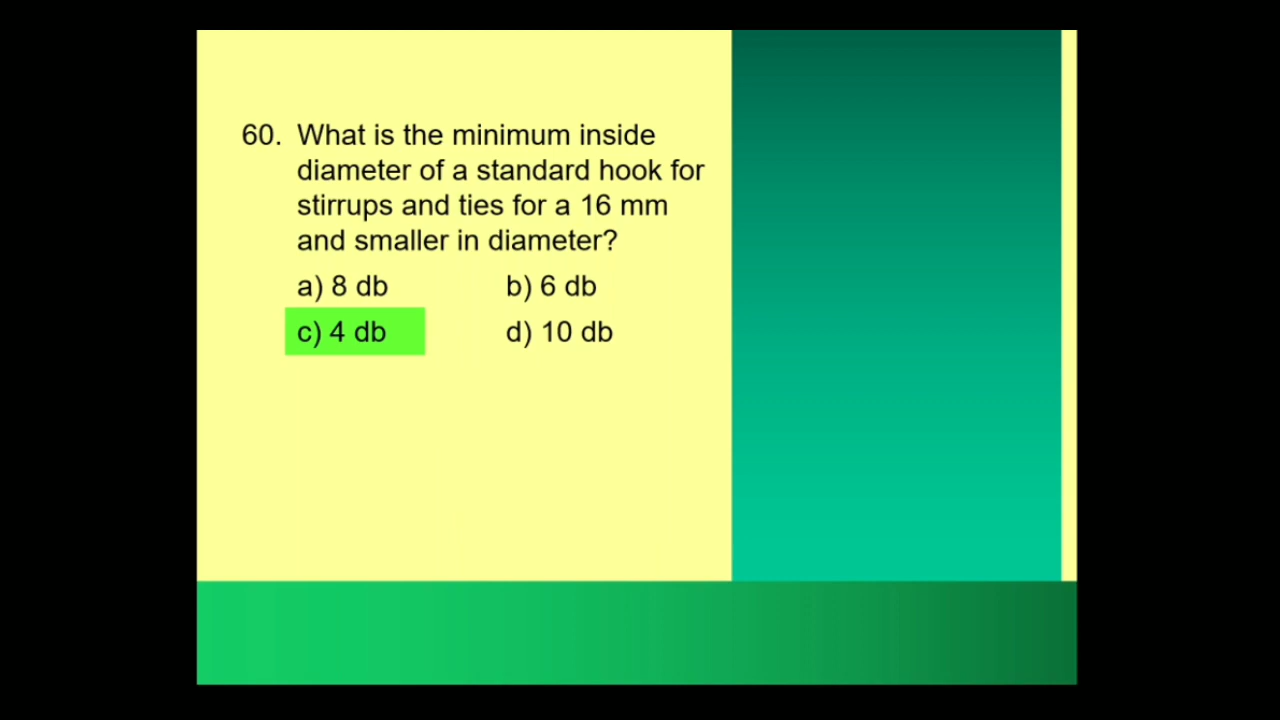 60. What is the minimum inside
diameter of a standard hook for
stirrups and ties for a 16 mm
and smaller in diameter?
a) 8 db b) 6 db
c) 4 db d) 10 db